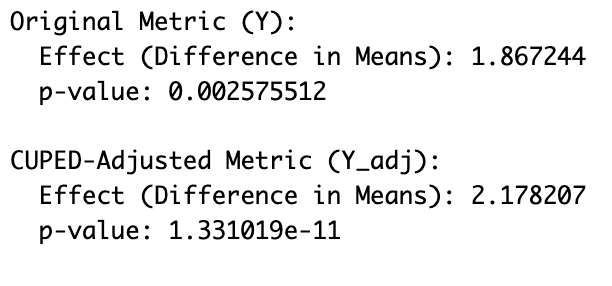 Original Metric (Y):
  Effect (Difference in Means): 1.867244
  p-value: 0.002575512

CUPED-Adjusted Metric (Y_adj):
  Effect (Difference in Means): 2.178207
  p-value: 1.331019e-11